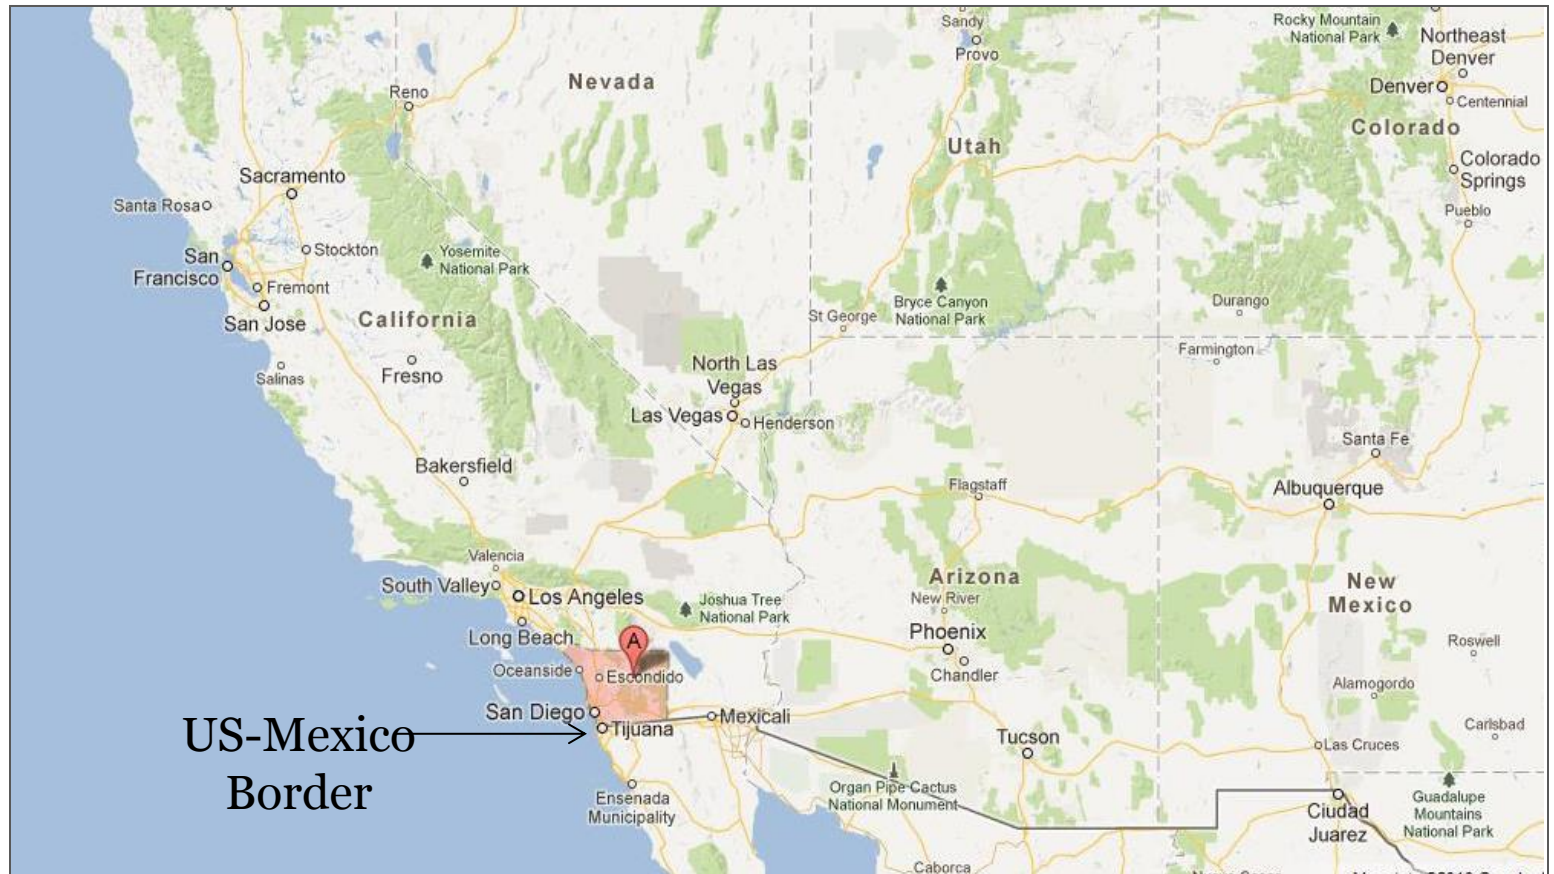 Sandy
Provo
Rocky Mountain
National Park
Northeast
Denver
Denver
Centennial
Nevada
Reno
Utah
Colorado
Colorado
Springs
Pueblo
Sacramento
Santa Rosa
Stockton
San
Francisco
Fremont
San Jose
Yosemite
National Park
California
Bryce Canyon
National Park
St George
Durango
Farmington
Salinas
Fresno
North Las
Vegas
Las Vegas
Henderson
Santa Fe
Bakersfield
Flagstaff
Albuquerque
Valencia
South Valley
Los Angeles
Long Beach
Joshua Tree
National Park
Arizona
New River
Phoenix
Chandler
New
Mexico
Roswell
A
Oceanside
Escondido
Alamogordo
San Diego
Mexicali
Tijuana
US-Mexico
Border
Tucson
Las Cruces
Carlsbad
Ensenada
Municipality
Organ Pipe Cactus
National Monument
Ciudad
Juarez
Guadalupe
Mountains
National Park
Caborca